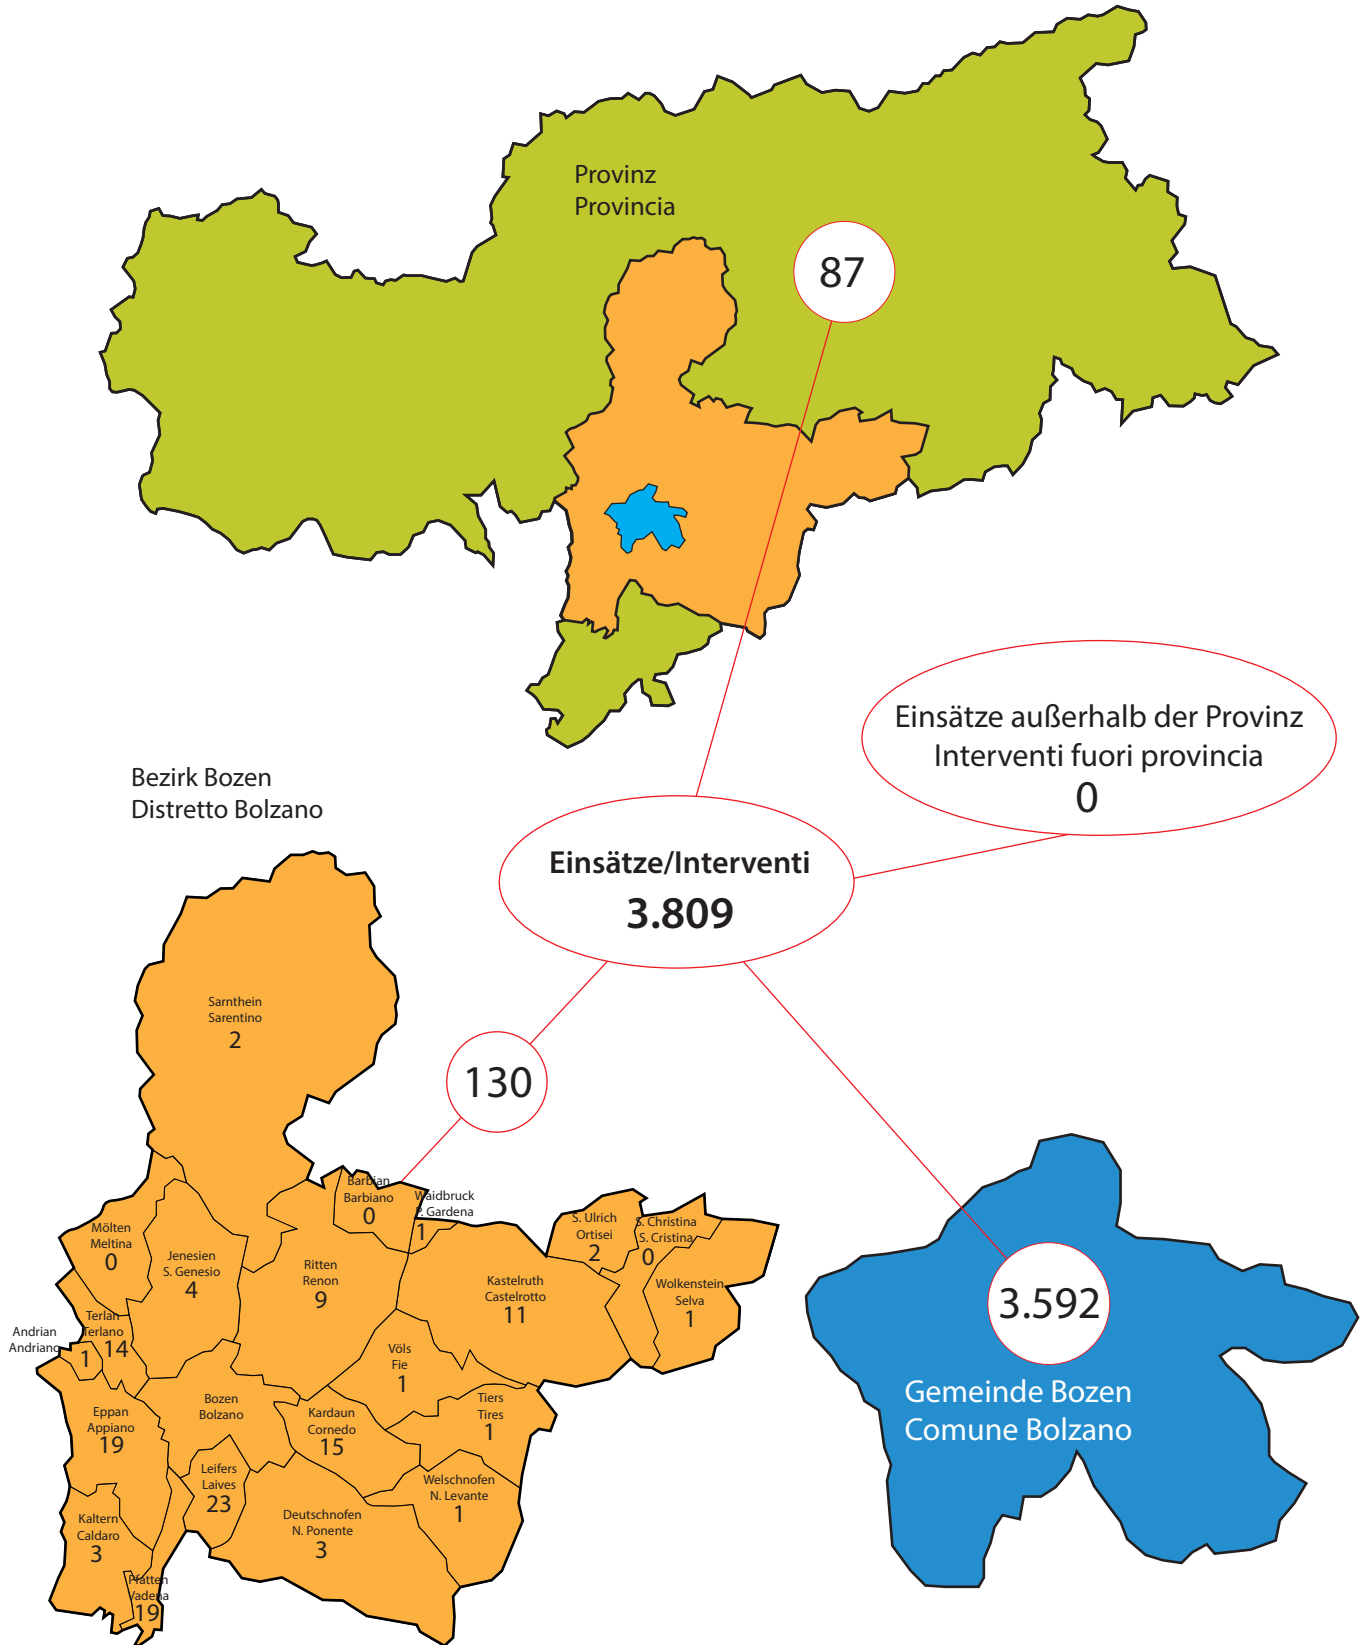 Provinz
Provincia
87
Einsätze außerhalb der Provinz
Interventi fuori provincia
0
Bezirk Bozen
Distretto Bolzano
Einsätze/Interventi
3.809
130
3.592
Gemeinde Bozen
Comune Bolzano
Sarnthein
Sarentino
2
Barbian
Barbiano
0
Waidbruck
P. Gardena
1
Mölten
Meltina
0
Jenesien
S. Genesio
4
Ritten
Renon
9
Kastelruth
Castelrotto
11
S. Ulrich
Ortisei
2
S. Christina
S. Cristina
0
Wolkenstein
Selva
1
Andrian
Andriano
1
Terlan
Terlano
14
Völs
Fie
1
Tiers
Tires
1
Eppan
Appiano
19
Bozen
Bolzano
Kardaun
Cornedo
15
Leifers
Laives
23
Welschnofen
N. Levante
1
Deutschnofen
N. Ponente
3
Kaltern
Caldaro
3
Pfatten
Vadena
19